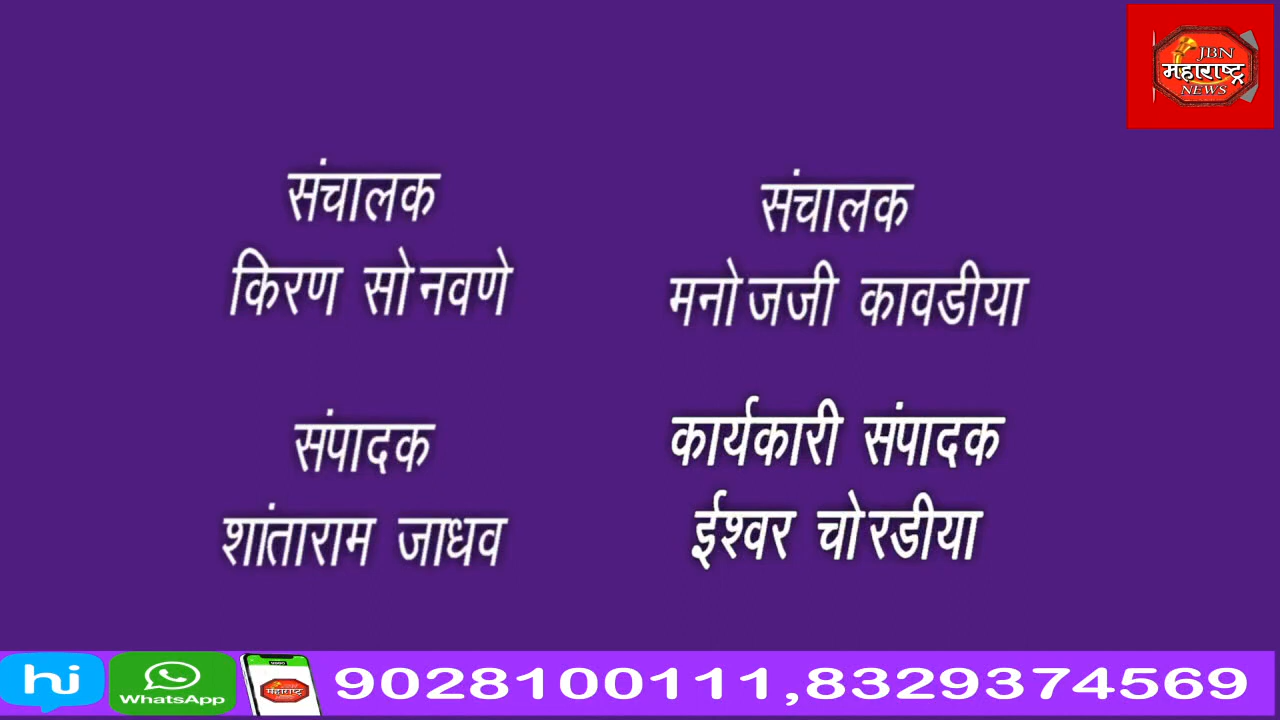 JBN
महाराष्ट्र
NEWS
संचालक
किरण सोनवणे
संचालक
मनोजजी कावडीया
संपादक
शांताराम जाधव
कार्यकारी संपादक
ईश्वर चोरडीया
hi
WhatsApp
महाराष्ट्र
9028100111,8329374569